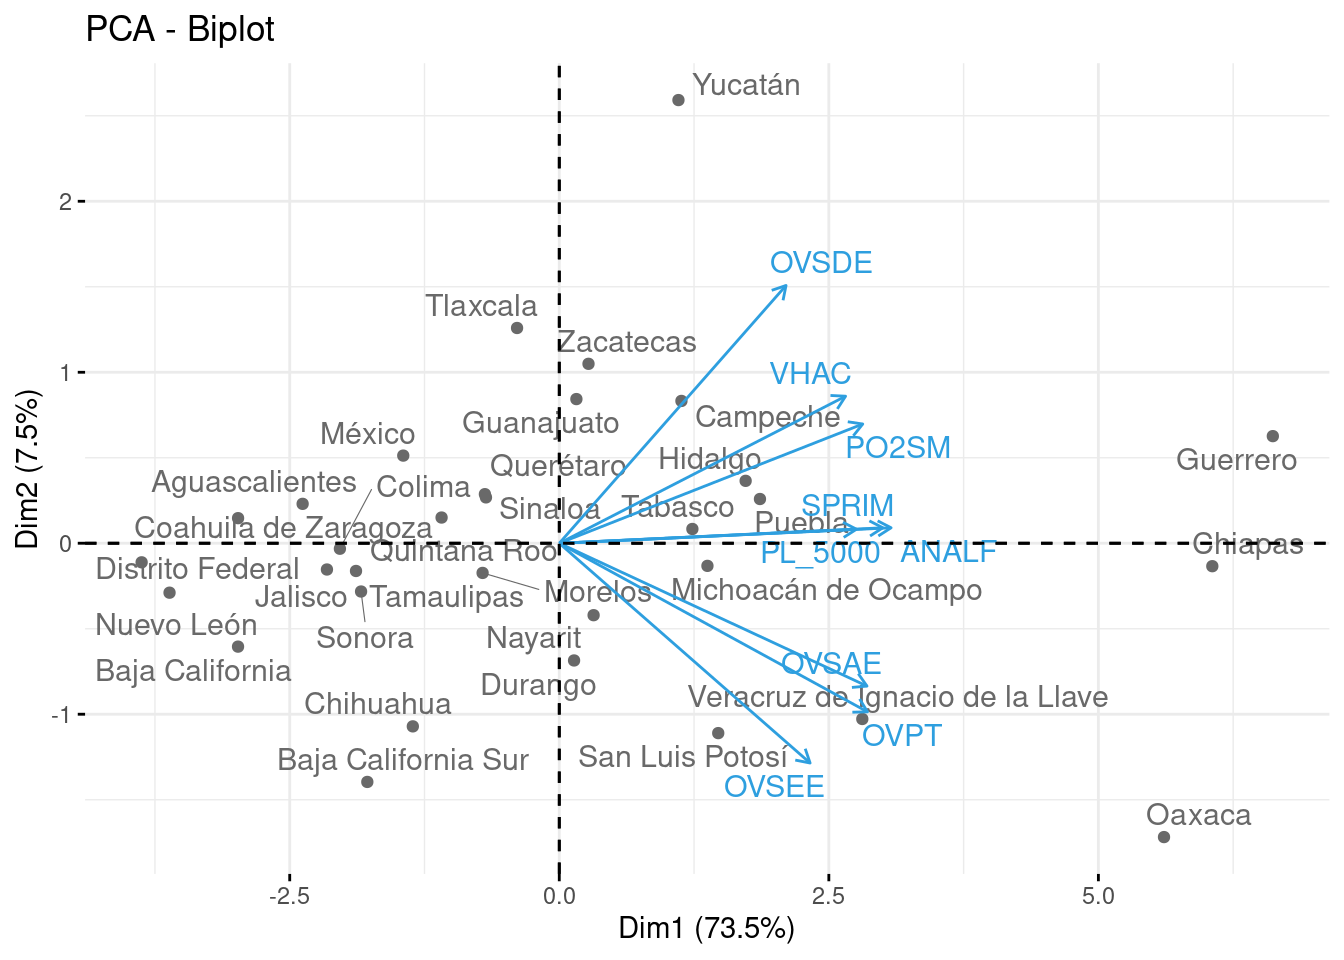 PCA - Biplot
Yucatán
2
OVSDE
Tlaxcala
Zacatecas
1
VHAC
Campeche
Guanajuato
México
PO2SM
Querétaro
Hidalgo
Guerrero
Aguascalientes
Colima
Sinaloa
Tabasco
SPRIM
Coahuila de Zaragoza
Puebla
0
Quintana Roo
PL_5000
ANALF
Chiapas
Distrito Federal
Jalisco
Tamaulipas
Morelos
Michoacán de Ocampo
Nuevo León
Sonora
Nayarit
Baja California
OVSAE
Durango
Chihuahua
Veracruz de Ignacio de la Llave
-1
OVPT
Baja California Sur
San Luis Potosí
OVSEE
Oaxaca
-2.5
0.0
2.5
5.0
Dim1 (73.5%)
Dim2 (7.5%)